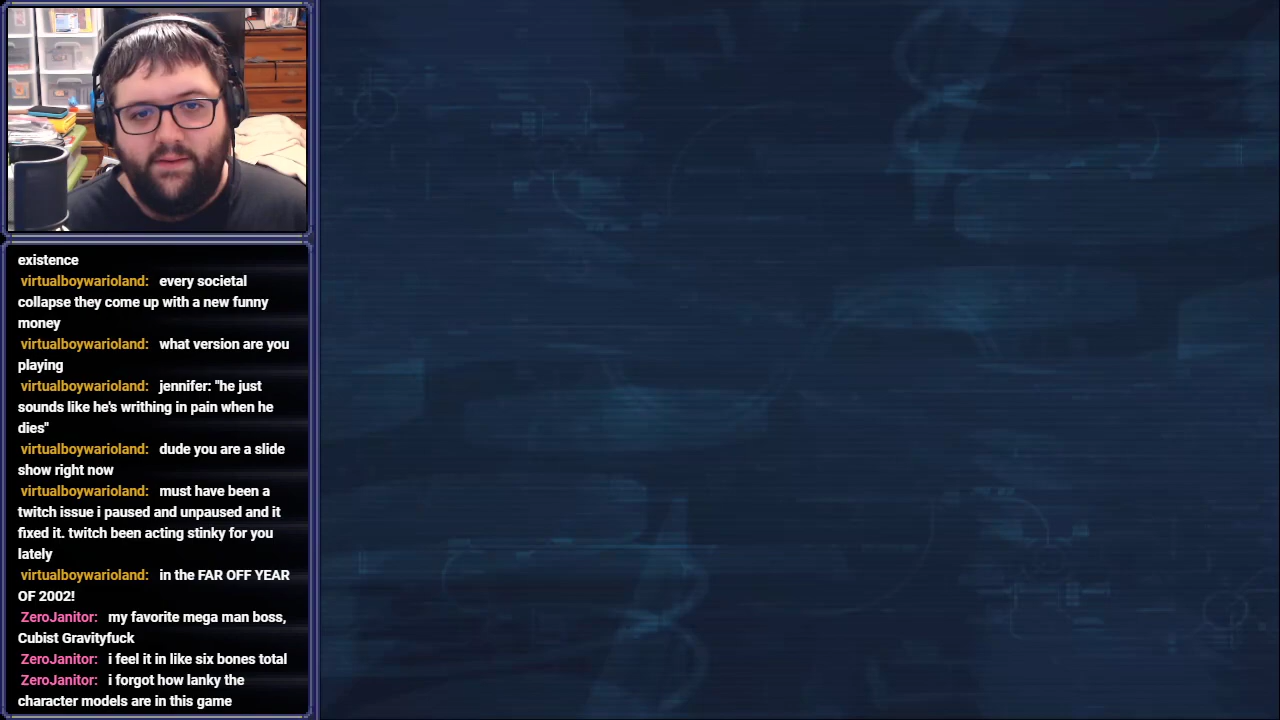 existence
virtualboywarioland: every societal
collapse they come up with a new funny
money
virtualboywarioland: what version are you
playing
virtualboywarioland: jennifer: "he just
sounds like he's writhing in pain when he
dies"
virtualboywarioland: dude you are a slide
show right now
virtualboywarioland: must have been a
twitch issue i paused and unpaused and it
fixed it. twitch been acting stinky for you
lately
virtualboywarioland: in the FAR OFF YEAR
OF 2002!
ZeroJanitor: my favorite mega man boss,
Cubist Gravityfuck
ZeroJanitor: i feel it in like six bones total
ZeroJanitor: i forgot how lanky the
character models are in this game